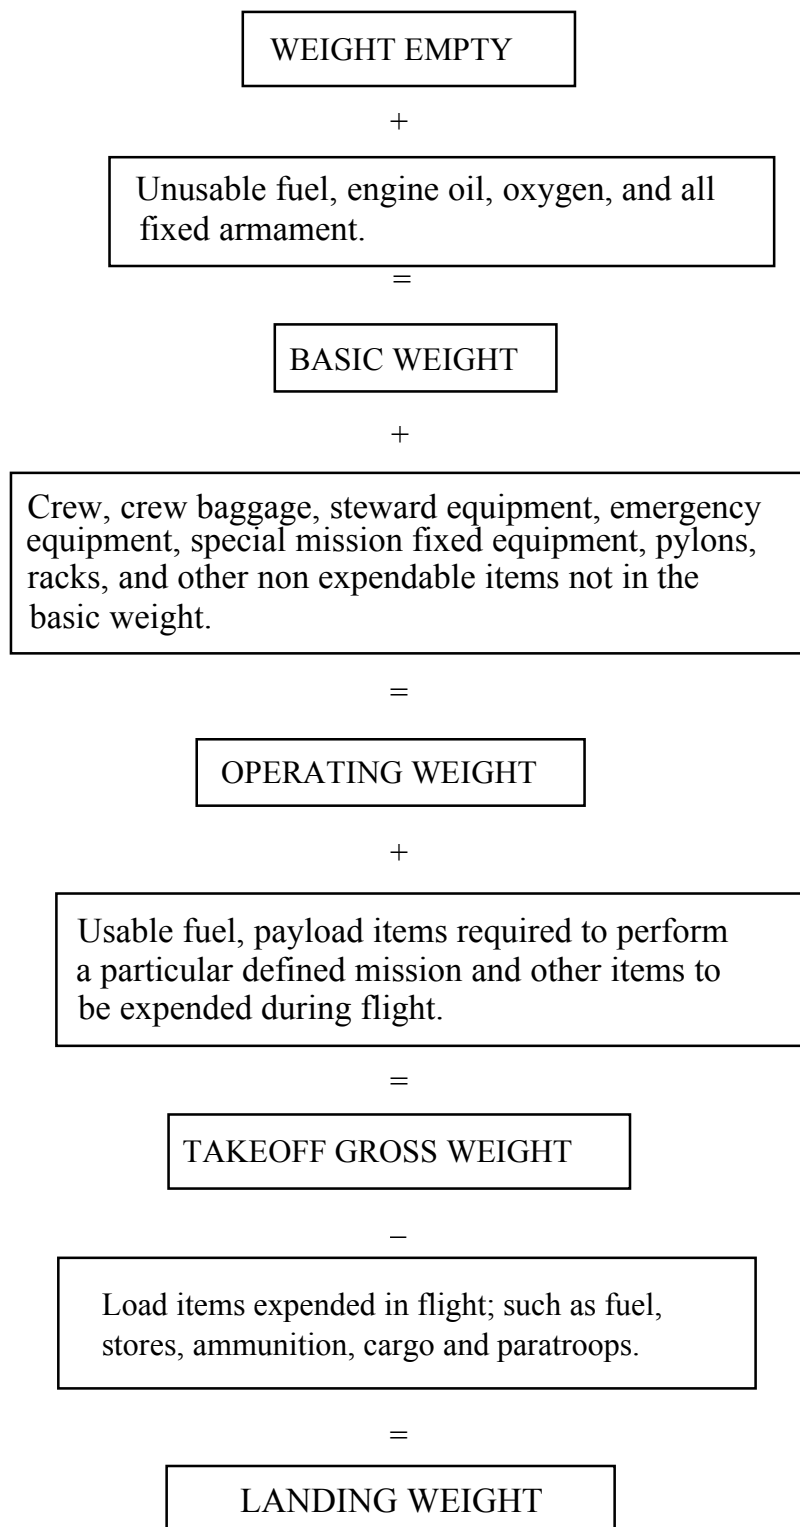 WEIGHT EMPTY
+
Unusable fuel, engine oil, oxygen, and all
fixed armament.
=
BASIC WEIGHT
+
Crew, crew baggage, steward equipment, emergency
equipment, special mission fixed equipment, pylons,
racks, and other non expendable items not in the
basic weight.
=
OPERATING WEIGHT
+
Usable fuel, payload items required to perform
a particular defined mission and other items to
be expended during flight.
=
TAKEOFF GROSS WEIGHT
–
Load items expended in flight; such as fuel,
stores, ammunition, cargo and paratroops.
=
LANDING WEIGHT